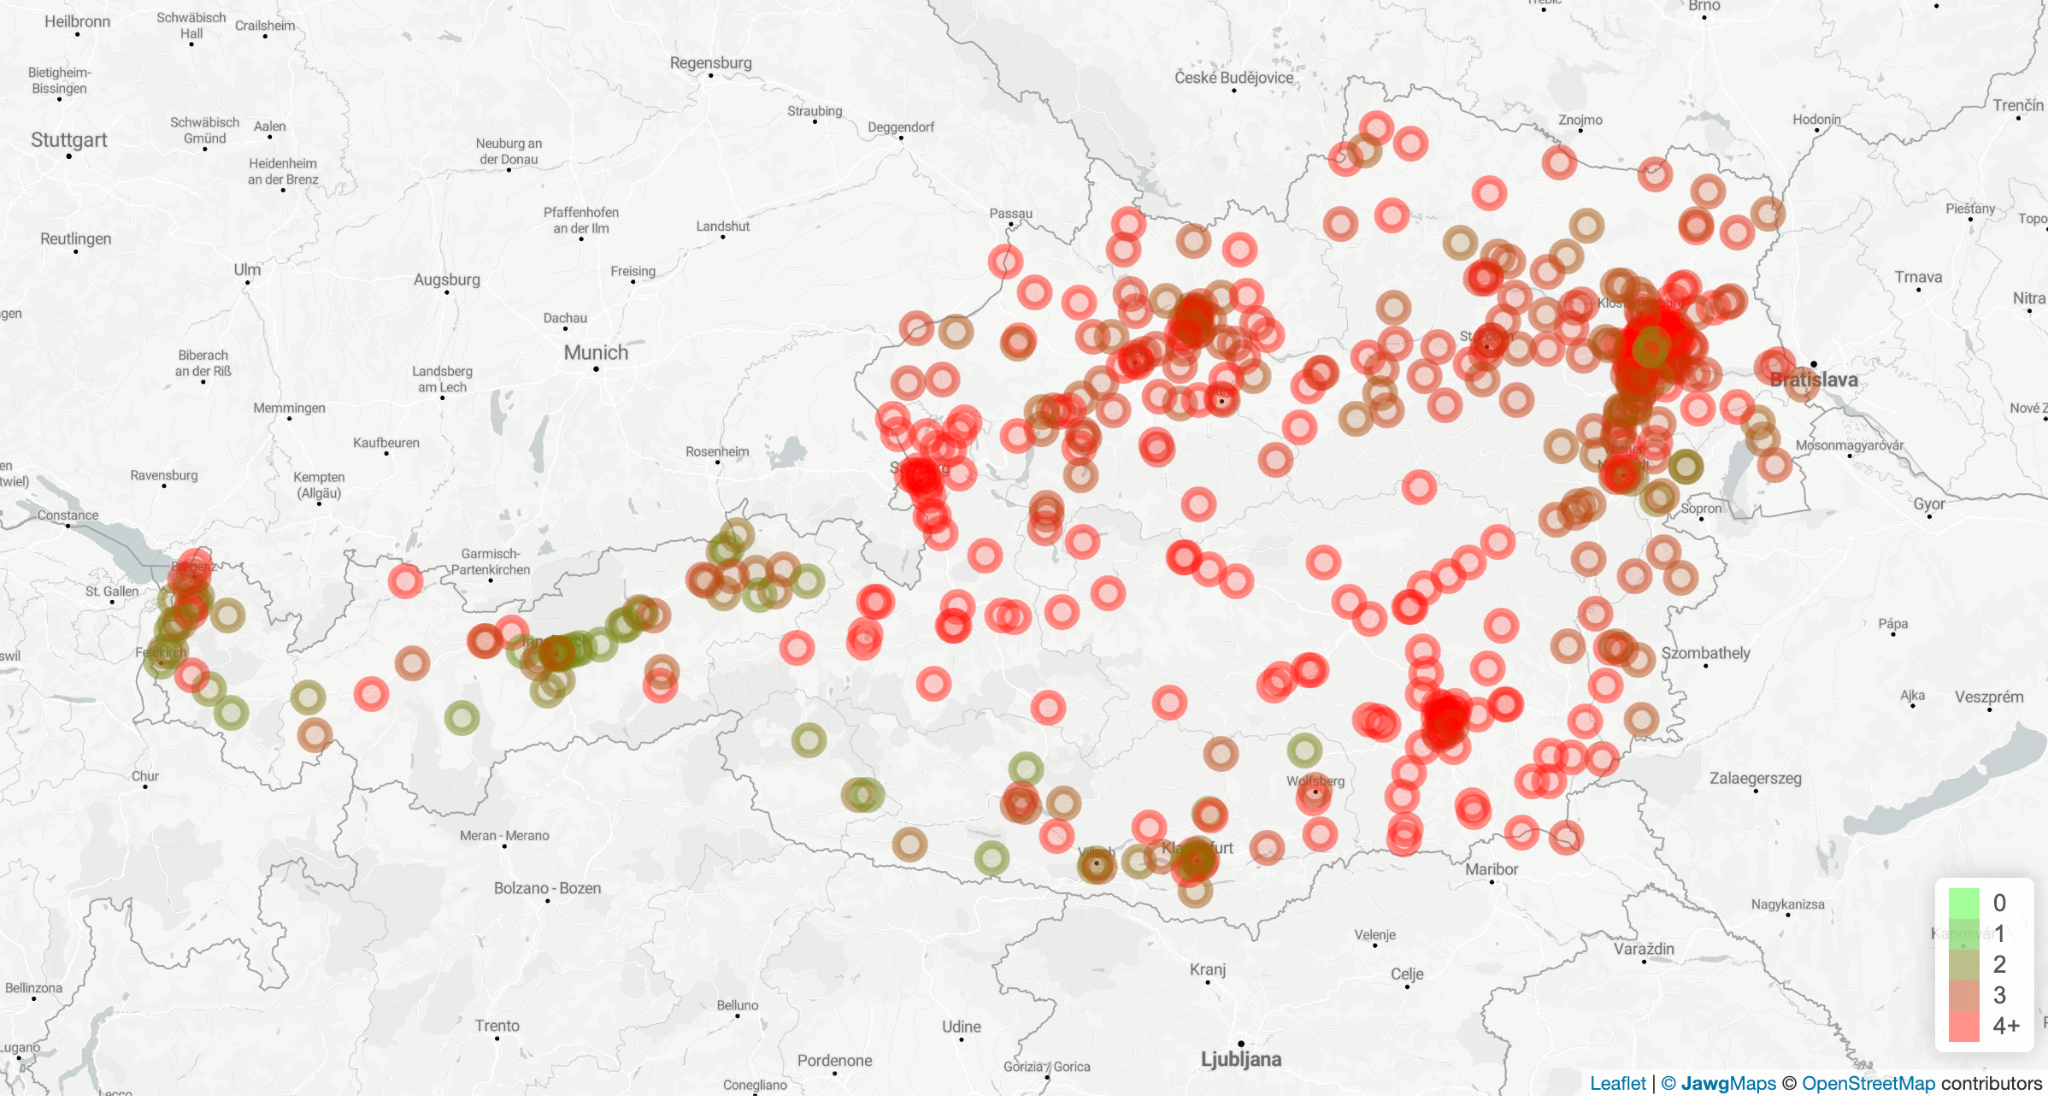 Heilbronn
Schwäbisch
Hall
Crailsheim
Brno
Bietigheim-
Bissingen
Regensburg
České Budějovice
Trenčín
Schwäbisch
Gmünd
Aalen
Stuttgart
Straubing
Deggendorf
Znojmo
Hodonín
Neuburg an
der Donau
Heidenheim
an der Brenz
Pfaffenhofen
an der Ilm
Landshut
Passau
Piešťany
Reutlingen
Ulm
Augsburg
Freising
Trnava
Nitra
Dachau
Munich
Biberach
an der Riß
Landsberg
am Lech
Bratislava
Memmingen
Kaufbeuren
Rosenheim
Mosonmagyaróvár
Ravensburg
Kempten
(Allgäu)
Constance
Sopron
Gyor
Garmisch-
Partenkirchen
Bregenz
St. Gallen
Pápa
Feldkirch
Szombathely
Ajka
Veszprém
Chur
Wolfsberg
Zalaegerszeg
Meran - Merano
Villach
Klagenfurt
Maribor
Bolzano - Bozen
Nagykanizsa
Velenje
Varaždin
Kranj
Celje
Bellinzona
Belluno
Trento
Udine
Lugano
Pordenone
Ljubljana
Gorizia / Gorica
Conegliano
0
1
2
3
4+
Leaflet | © JawgMaps © OpenStreetMap contributors